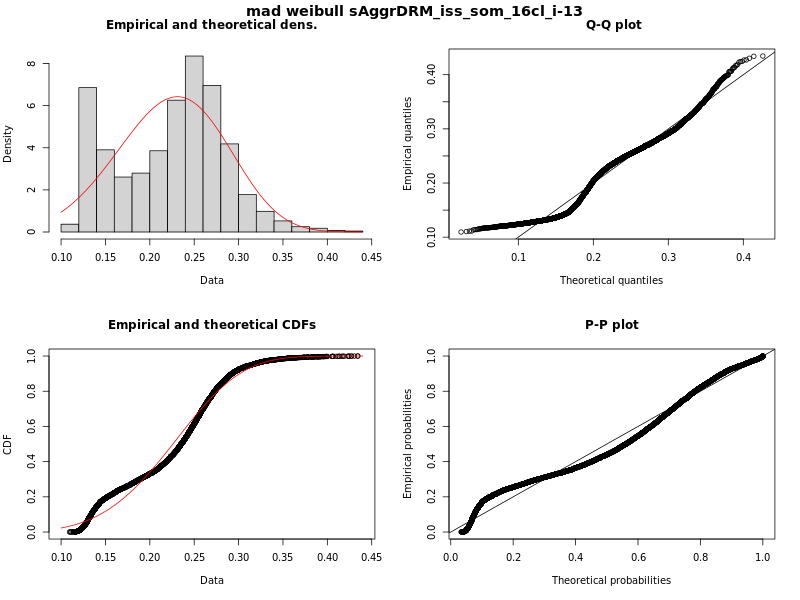 mad weibull sAggrDRM_iss_som_16cl_i-13
Empirical and theoretical dens.
Density
0 2 4 6 8
0.10 0.15 0.20 0.25 0.30 0.35 0.40 0.45
Data
Q-Q plot
Empirical quantiles
0.10 0.20 0.30 0.40
0.1 0.2 0.3 0.4
Theoretical quantiles
Empirical and theoretical CDFs
CDF
0.0 0.2 0.4 0.6 0.8 1.0
0.10 0.15 0.20 0.25 0.30 0.35 0.40 0.45
Data
P-P plot
Empirical probabilities
0.0 0.2 0.4 0.6 0.8 1.0
0.0 0.2 0.4 0.6 0.8 1.0
Theoretical probabilities